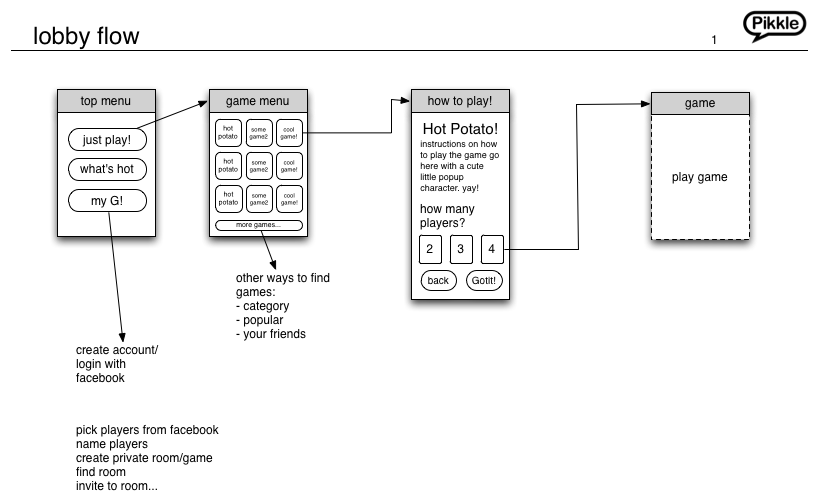 lobby flow
1
Pikkle
top menu
just play!
what's hot
my G!
game menu
hot potato
some game2
cool game!
hot potato
some game2
cool game!
hot potato
some game2
cool game!
more games...
how to play!
Hot Potato!
instructions on how
to play the game go
here with a cute
little popup
character. yay!
how many
players?
2 3 4
back Gotit!
game
play game
other ways to find
games:
- category
- popular
- your friends
create account/
login with
facebook
pick players from facebook
name players
create private room/game
find room
invite to room...